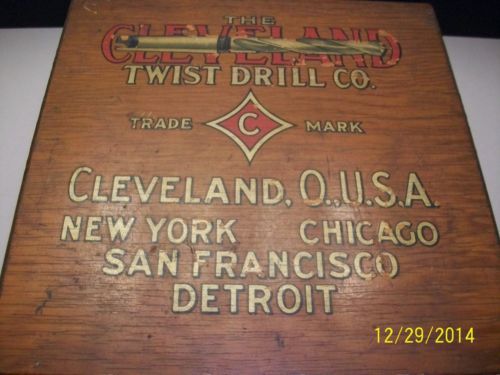 THE
CLEVELAND
TWIST DRILL CO.
TRADE C MARK
CLEVELAND, O., U.S.A.
NEW YORK CHICAGO
SAN FRANCISCO
DETROIT
12/29/2014